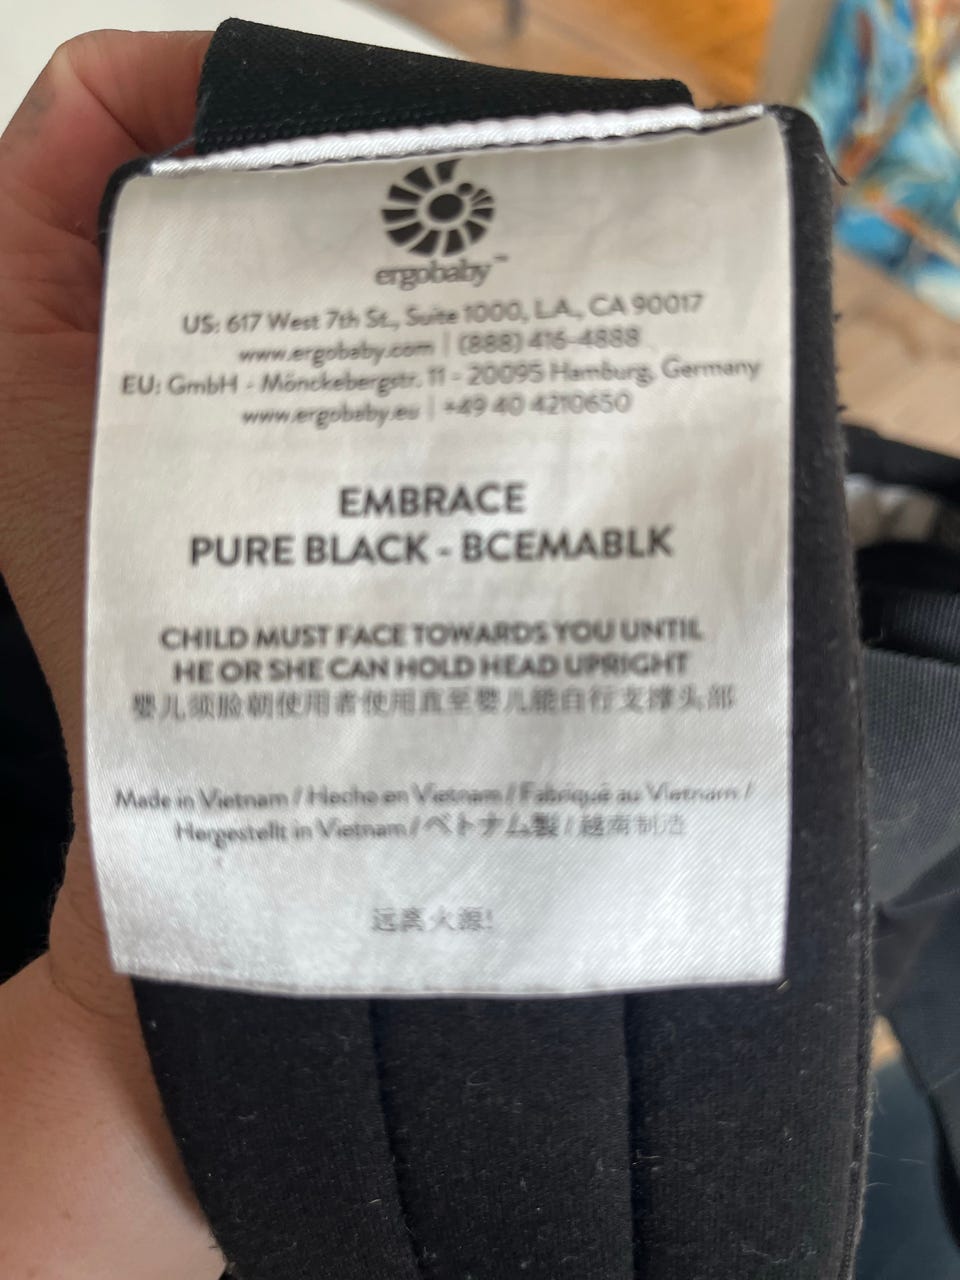 ergobaby™
US: 617 West 7th St., Suite 1000, L.A., CA 90017
www.ergobaby.com | (888) 416-4888
EU: GmbH - Mönckebergstr. 11 - 20095 Hamburg, Germany
www.ergobaby.eu | +49 40 4210650
EMBRACE
PURE BLACK - BCEMABLK
CHILD MUST FACE TOWARDS YOU UNTIL
HE OR SHE CAN HOLD HEAD UPRIGHT
婴儿须脸朝使用者使用直至婴儿能自行支撑头部
Made in Vietnam / Hecho en Vietnam / Fabriqué au Vietnam /
Hergestellt in Vietnam / ベトナム製 / 越南制造
远离火源!